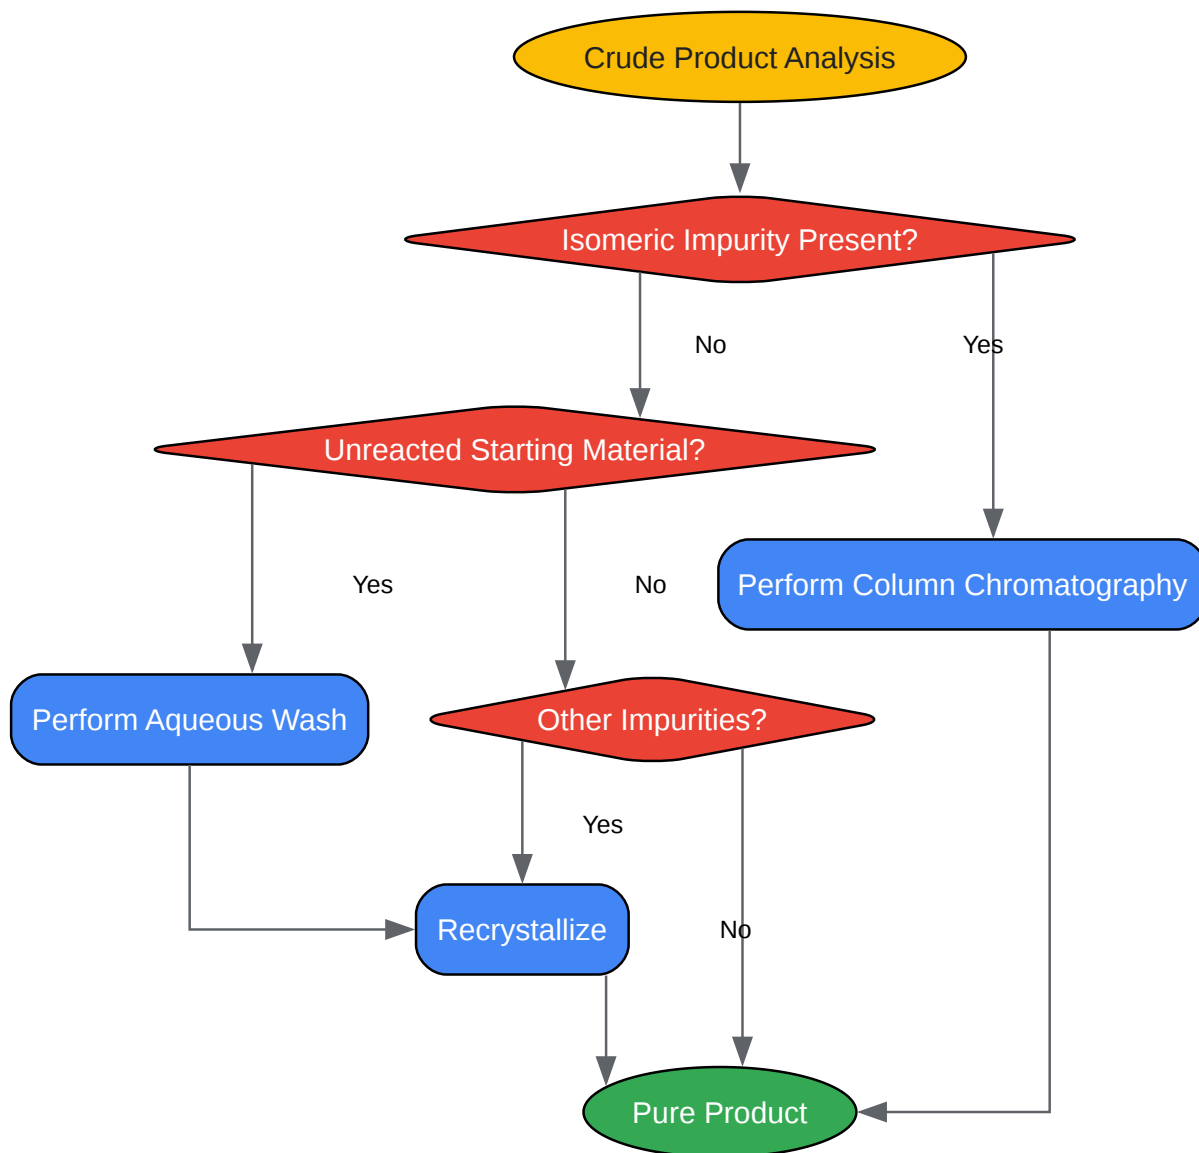 Crude Product Analysis
Isomeric Impurity Present?
No
Yes
Unreacted Starting Material?
Yes
No
Perform Column Chromatography
Perform Aqueous Wash
Other Impurities?
Yes
Recrystallize
No
Pure Product